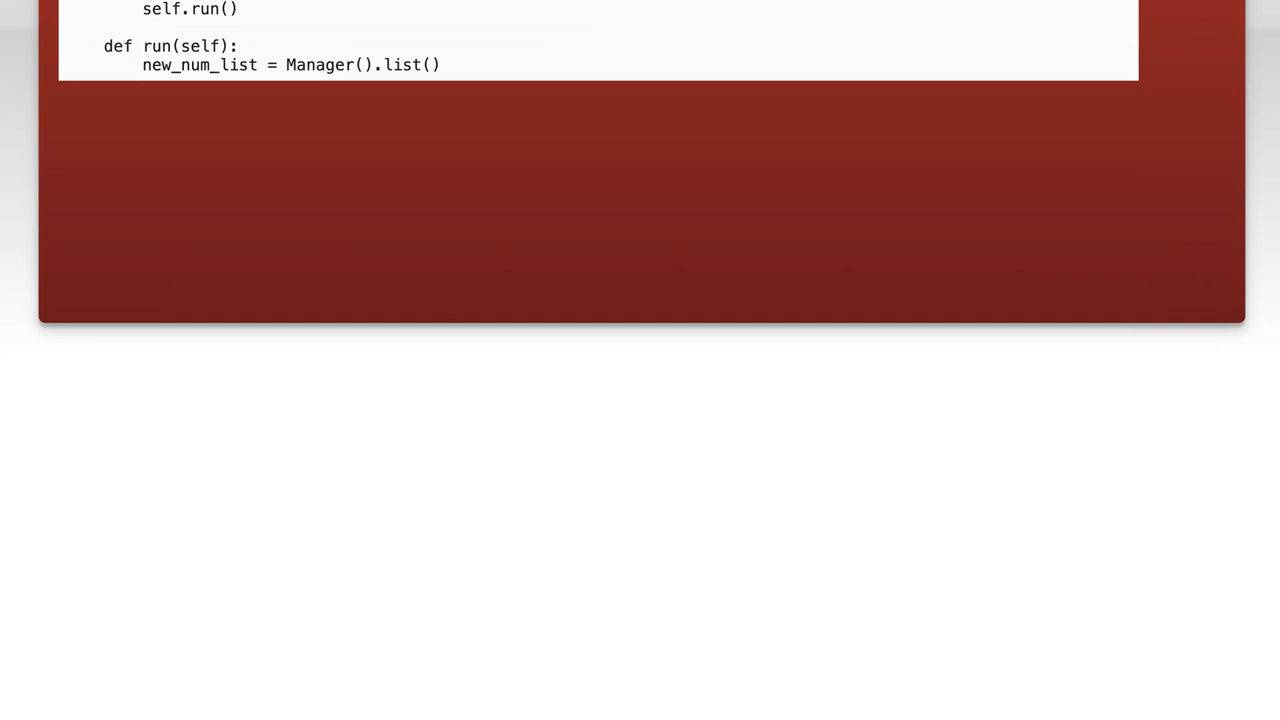 self.run()
def run(self):
new_num_list = Manager().list()